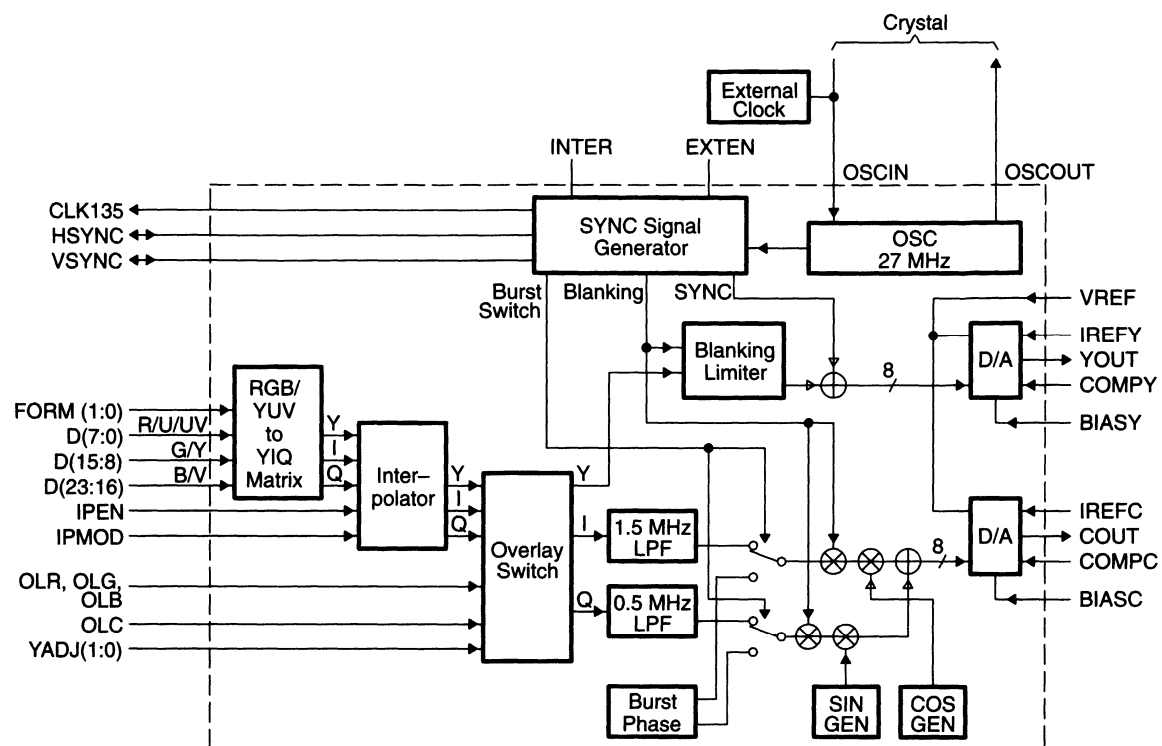 Crystal
External
Clock
INTER
EXTEN
OSCIN
OSCOUT
CLK135
HSYNC
VSYNC
SYNC Signal
Generator
OSC
27 MHz
Burst
Switch
Blanking
SYNC
VREF
IREFY
YOUT
COMPY
BIASY
D/A
8
Blanking
Limiter
RGB/
YUV
to
YIQ
Matrix
FORM (1:0)
D(7:0)
R/U/UV
D(15:8)
G/Y
D(23:16)
B/V
IPEN
IPMOD
Y
I
Q
Inter–
polator
Y
I
Q
Overlay
Switch
Y
I
Q
1.5 MHz
LPF
0.5 MHz
LPF
8
D/A
IREFC
COUT
COMPC
BIASC
OLR, OLG,
OLB
OLC
YADJ(1:0)
Burst
Phase
SIN
GEN
COS
GEN